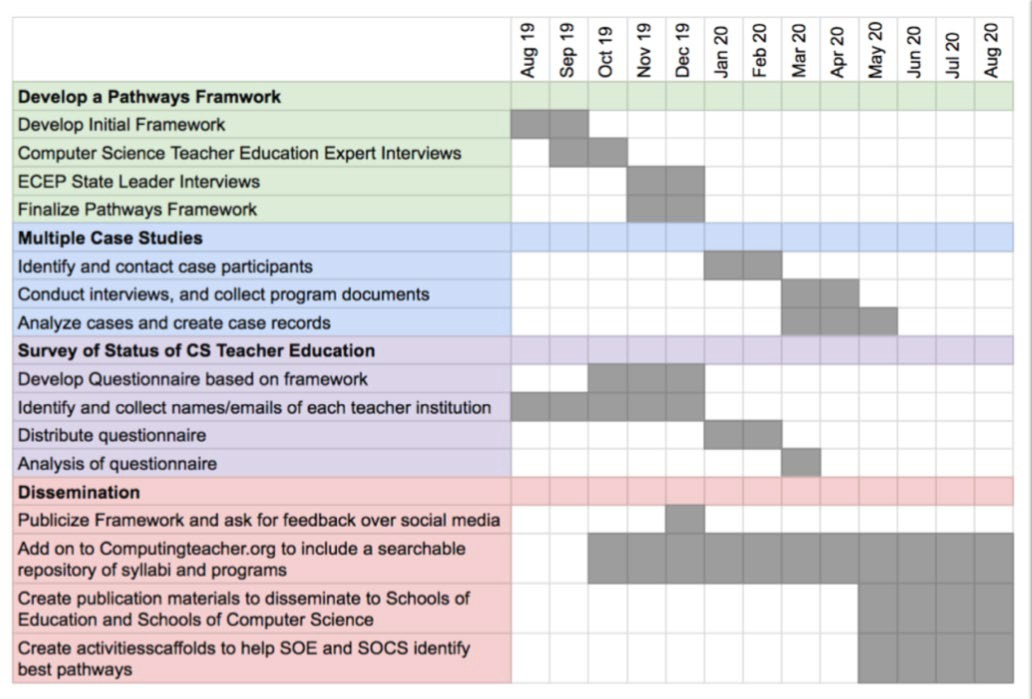 Aug 19 Sep 19 Oct 19 Nov 19 Dec 19 Jan 20 Feb 20 Mar 20 Apr 20 May 20 Jun 20 Jul 20 Aug 20
Develop a Pathways Framwork
Develop Initial Framework
Computer Science Teacher Education Expert Interviews
ECEP State Leader Interviews
Finalize Pathways Framework
Multiple Case Studies
Identify and contact case participants
Conduct interviews, and collect program documents
Analyze cases and create case records
Survey of Status of CS Teacher Education
Develop Questionnaire based on framework
Identify and collect names/emails of each teacher institution
Distribute questionnaire
Analysis of questionnaire
Dissemination
Publicize Framework and ask for feedback over social media
Add on to Computingteacher.org to include a searchable
repository of syllabi and programs
Create publication materials to disseminate to Schools of
Education and Schools of Computer Science
Create activitiesscaffolds to help SOE and SOCS identify
best pathways